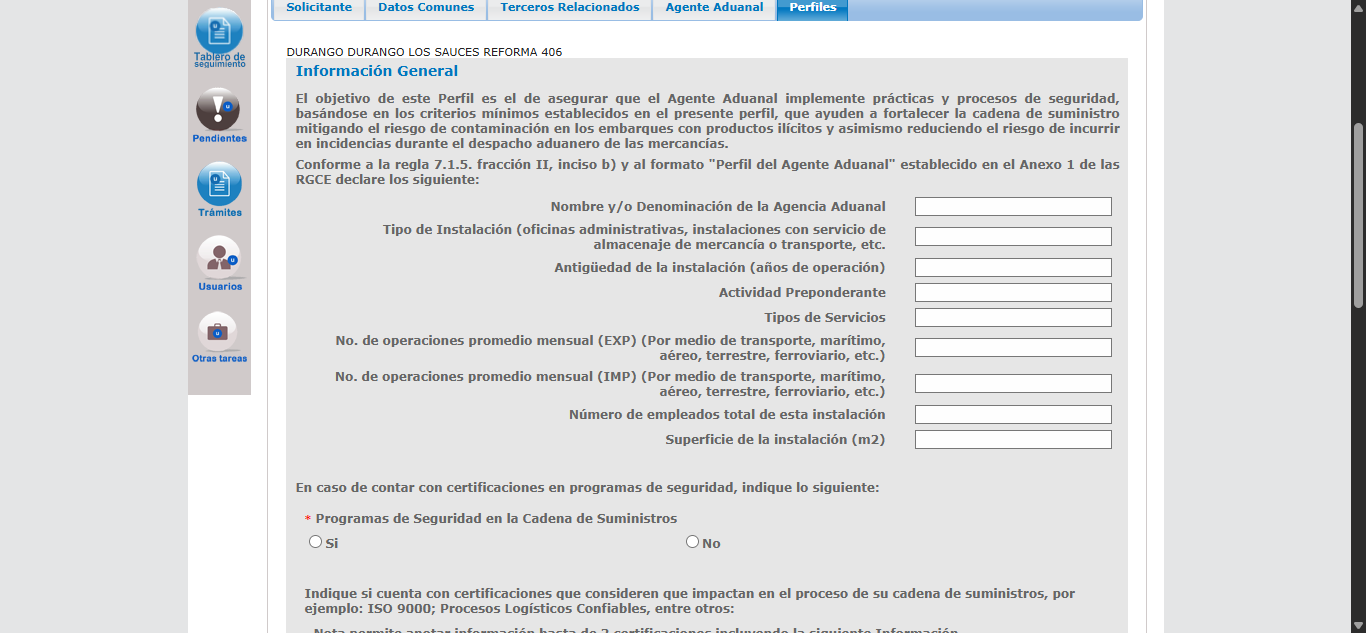 Solicitante Datos Comunes Terceros Relacionados Agente Aduanal Perfiles
Tablero de
seguimiento
Pendientes
Trámites
Usuarios
Otras tareas
DURANGO DURANGO LOS SAUCES REFORMA 406
Información General
El objetivo de este Perfil es el de asegurar que el Agente Aduanal implemente prácticas y procesos de seguridad,
basándose en los criterios mínimos establecidos en el presente perfil, que ayuden a fortalecer la cadena de suministro
mitigando el riesgo de contaminación en los embarques con productos ilícitos y asimismo reduciendo el riesgo de incurrir
en incidencias durante el despacho aduanero de las mercancías.
Conforme a la regla 7.1.5. fracción II, inciso b) y al formato "Perfil del Agente Aduanal" establecido en el Anexo 1 de las
RGCE declare los siguiente:
Nombre y/o Denominación de la Agencia Aduanal
Tipo de Instalación (oficinas administrativas, instalaciones con servicio de
almacenaje de mercancía o transporte, etc.
Antigüedad de la instalación (años de operación)
Actividad Preponderante
Tipos de Servicios
No. de operaciones promedio mensual (EXP) (Por medio de transporte, marítimo,
aéreo, terrestre, ferroviario, etc.)
No. de operaciones promedio mensual (IMP) (Por medio de transporte, marítimo,
aéreo, terrestre, ferroviario, etc.)
Número de empleados total de esta instalación
Superficie de la instalación (m2)
En caso de contar con certificaciones en programas de seguridad, indique lo siguiente:
* Programas de Seguridad en la Cadena de Suministros
Si No
Indique si cuenta con certificaciones que consideren que impactan en el proceso de su cadena de suministros, por
ejemplo: ISO 9000; Procesos Logísticos Confiables, entre otros:
Nota permite anotar información hasta de 2 certificaciones incluyendo la siguiente Información